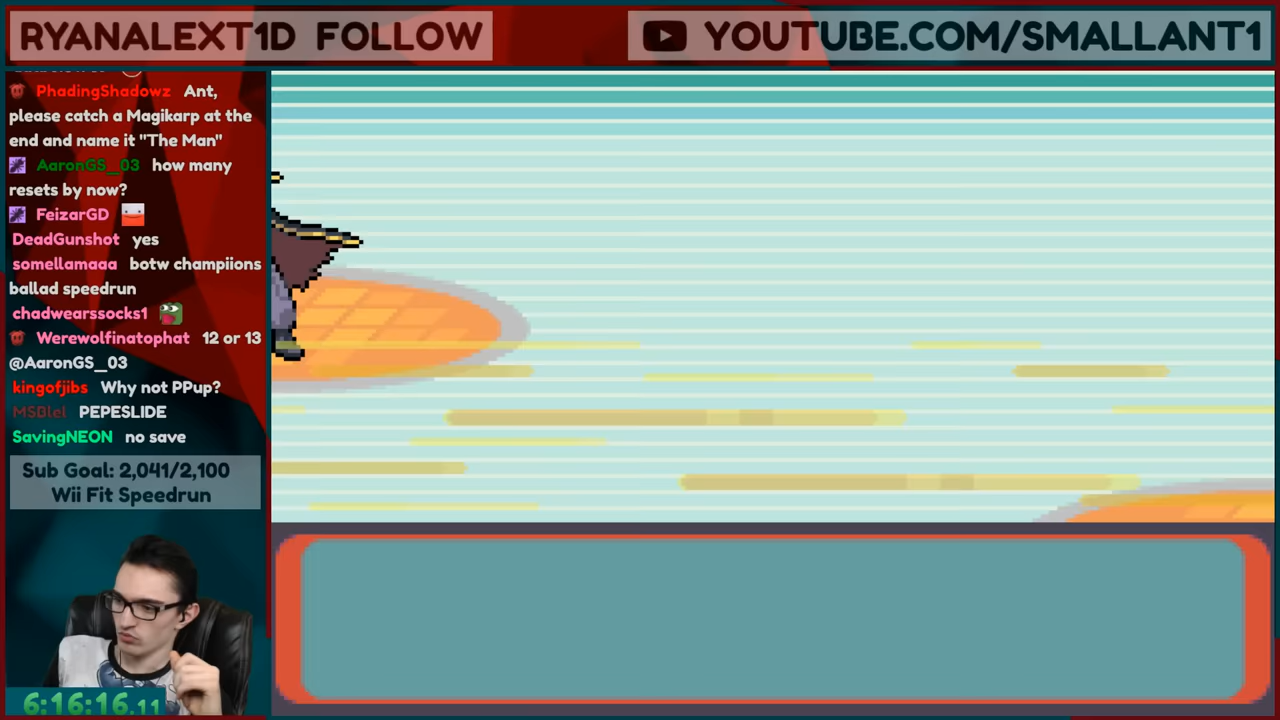 RYANALEXT1D FOLLOW
YOUTUBE.COM/SMALLANT1
PhadingShadowz Ant,
please catch a Magikarp at the
end and name it "The Man"
AaronGS_03 how many
resets by now?
FeizarGD
DeadGunshot yes
somellamaaa botw champiions
ballad speedrun
chadwearssocks1
Werewolfinatophat 12 or 13
@AaronGS_03
kingofjibs Why not PPup?
MSBlel PEPESLIDE
SavingNEON no save
Sub Goal: 2,041/2,100
Wii Fit Speedrun
6:16:16.11